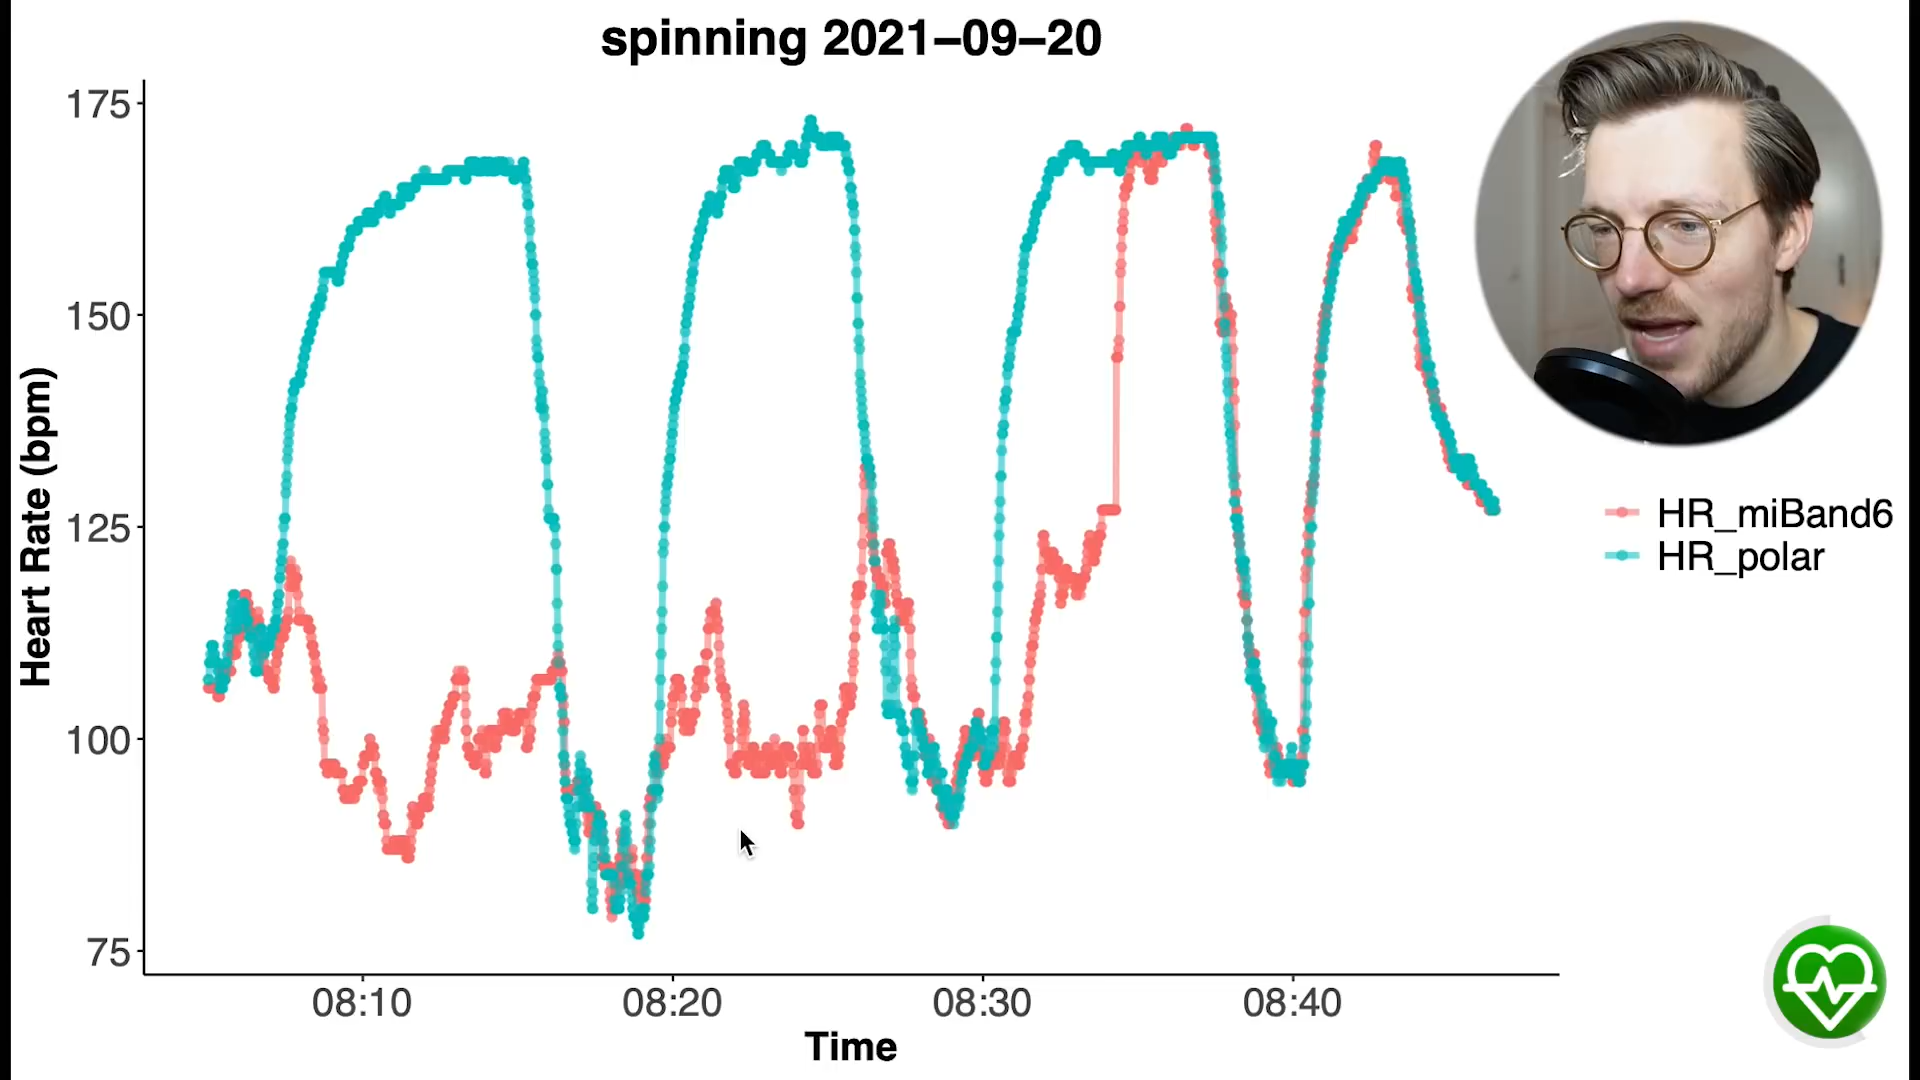 spinning 2021–09–20
Heart Rate (bpm)
175
150
125
100
75
08:10
08:20
08:30
08:40
Time
HR_miBand6
HR_polar